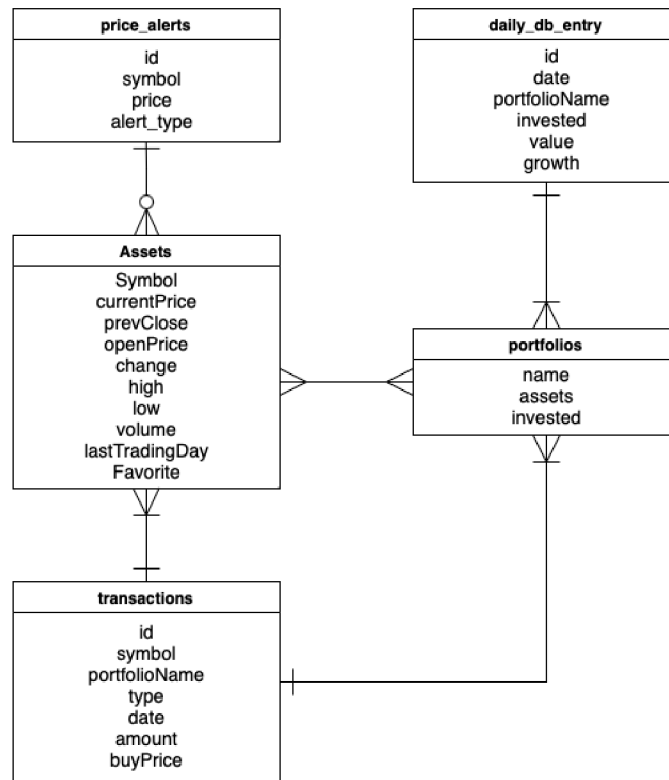 price_alerts
id
symbol
price
alert_type
daily_db_entry
id
date
portfolioName
invested
value
growth
Assets
Symbol
currentPrice
prevClose
openPrice
change
high
low
volume
lastTradingDay
Favorite
portfolios
name
assets
invested
transactions
id
symbol
portfolioName
type
date
amount
buyPrice